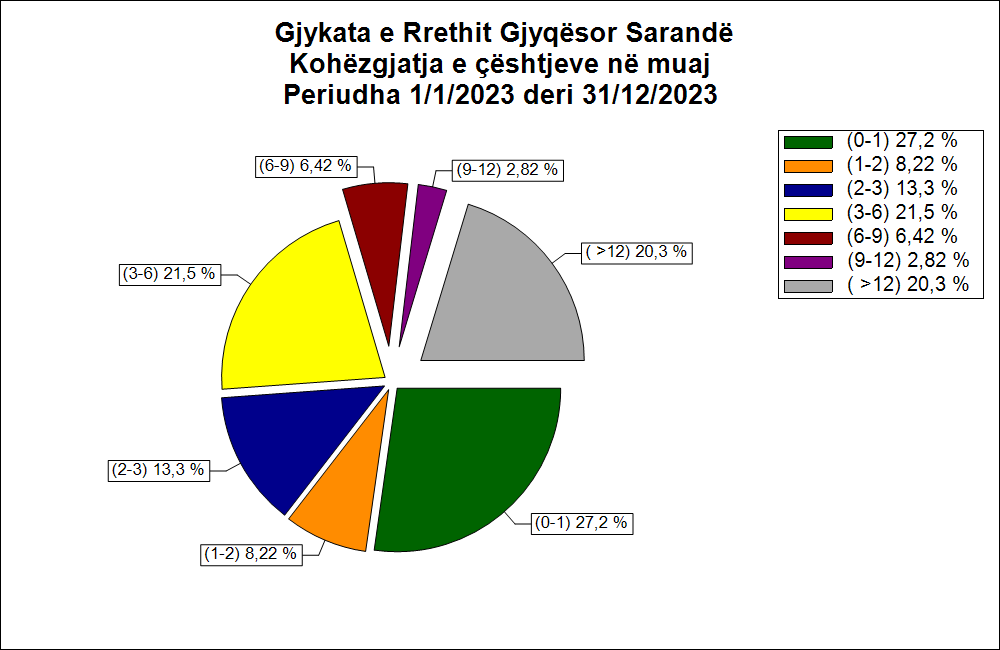 Gjykata e Rrethit Gjyqësor Sarandë
Kohëzgjatja e çështjeve në muaj
Periudha 1/1/2023 deri 31/12/2023
(0-1) 27,2 %
(1-2) 8,22 %
(2-3) 13,3 %
(3-6) 21,5 %
(6-9) 6,42 %
(9-12) 2,82 %
( >12) 20,3 %
(6-9) 6,42 %
(9-12) 2,82 %
( >12) 20,3 %
(3-6) 21,5 %
(2-3) 13,3 %
(0-1) 27,2 %
(1-2) 8,22 %